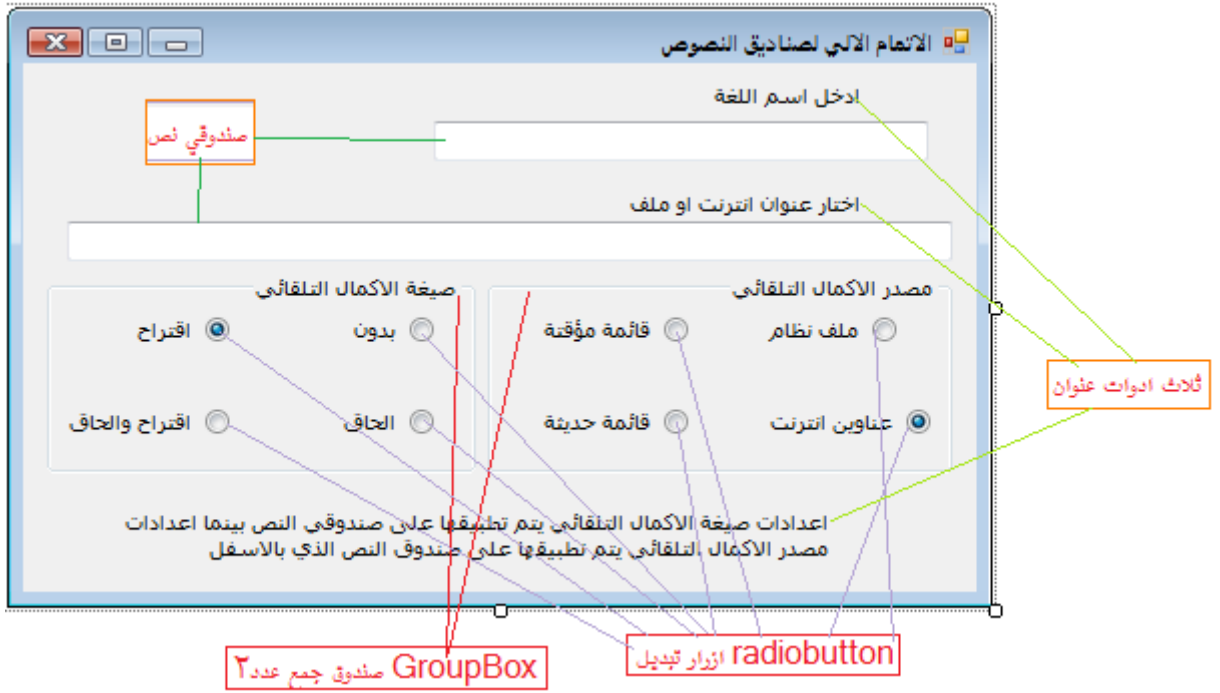 الاتمام الالي لصناديق النصوص
ادخل اسم اللغة
صندوقي نص
اختار عنوان انترنت او ملف
مصدر الاكمال التلقائي
صيغة الاكمال التلقائي
ملف نظام
قائمة مؤقتة
بدون
اقتراح
ثلاث ادوات عنوان
عناوين انترنت
قائمة حديثة
الحاق
اقتراح والحاق
اعدادات صيغة الاكمال التلقائي يتم تطبيقها على صندوقي النص بينما اعدادات
مصدر الاكمال التلقائي يتم تطبيقها على صندوق النص الذي بالاسفل
radiobutton ازرار تبديل
GroupBox صندوق جمع عدد٢